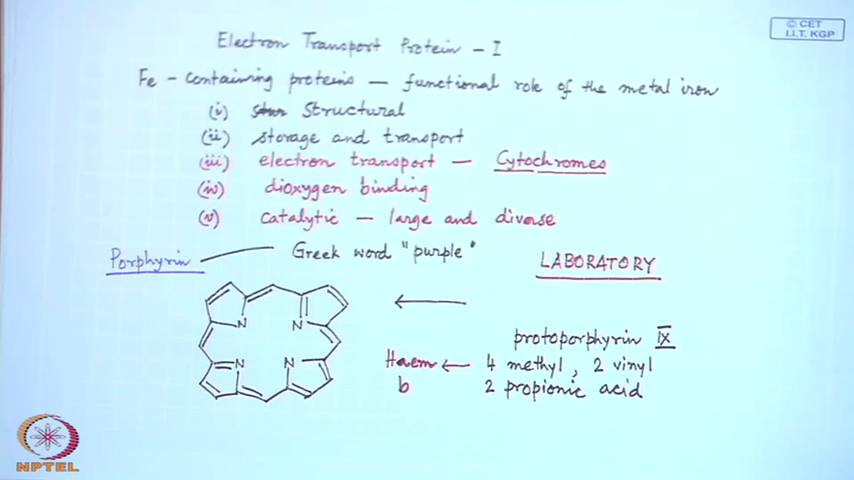 © CET
I.I.T. KGP
Electron Transport Protein - I
Fe - containing proteins — functional role of the metal iron
(i) Structural
(ii) storage and transport
(iii) electron transport — Cytochromes
(iv) dioxygen binding
(v) catalytic — large and diverse
Porphyrin — Greek word "purple"
LABORATORY
N N
N N
protoporphyrin IX
Haem ← 4 methyl, 2 vinyl
b 2 propionic acid
NPTEL